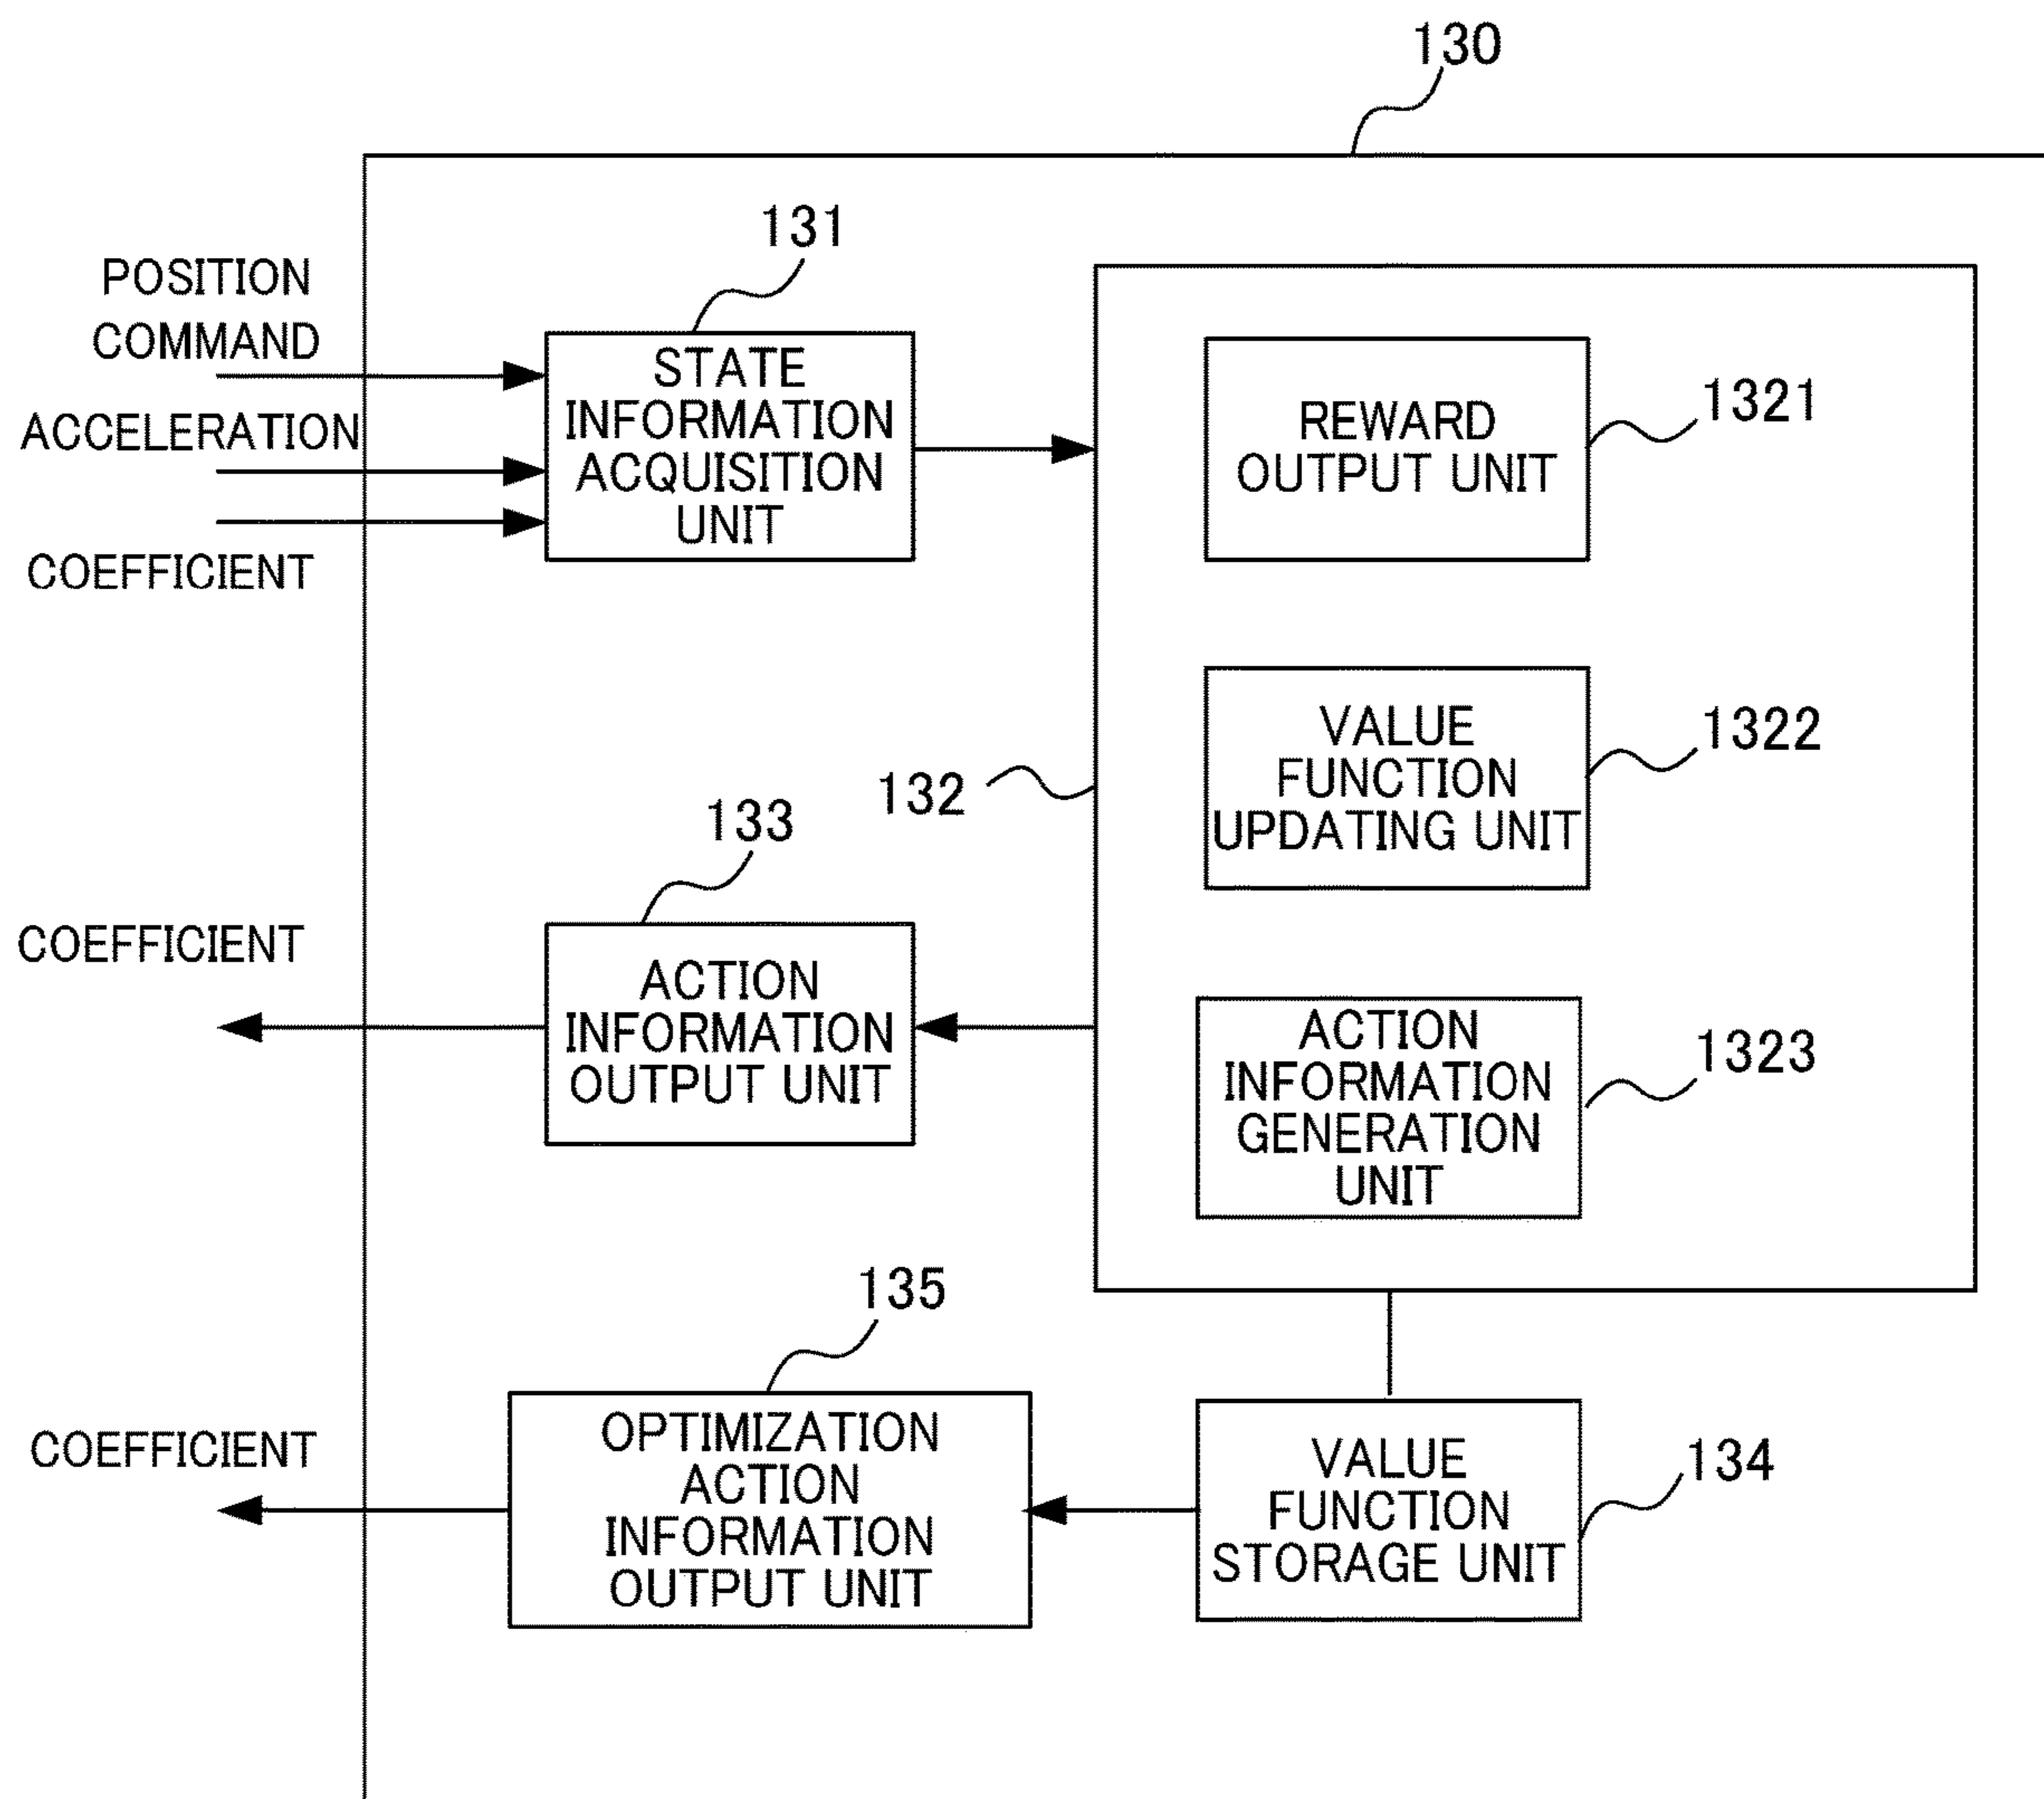 130
131
POSITION
COMMAND
ACCELERATION
COEFFICIENT
STATE
INFORMATION
ACQUISITION
UNIT
REWARD
OUTPUT UNIT
1321
VALUE
FUNCTION
UPDATING UNIT
1322
132
133
COEFFICIENT
ACTION
INFORMATION
OUTPUT UNIT
ACTION
INFORMATION
GENERATION
UNIT
1323
135
COEFFICIENT
OPTIMIZATION
ACTION
INFORMATION
OUTPUT UNIT
VALUE
FUNCTION
STORAGE UNIT
134